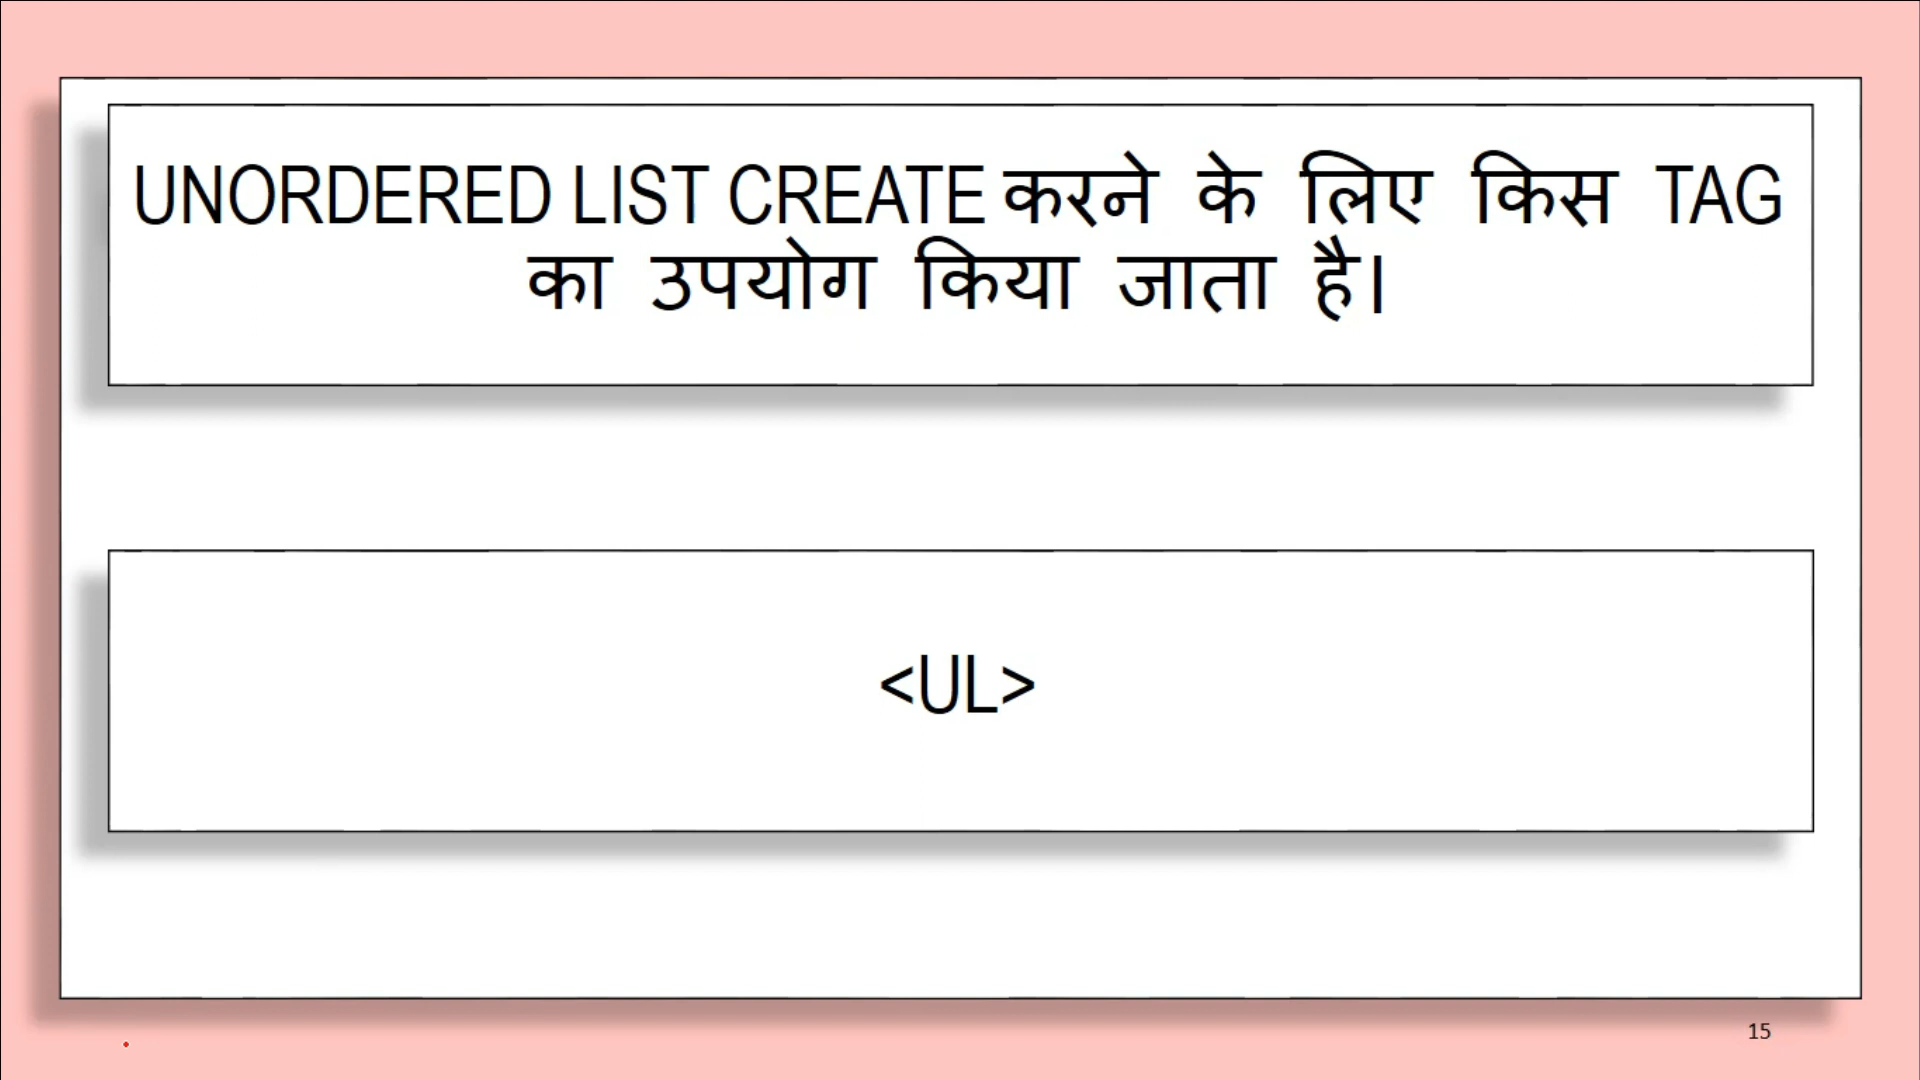 UNORDERED LIST CREATE करने के लिए किस TAG
का उपयोग किया जाता है।
<UL>
15